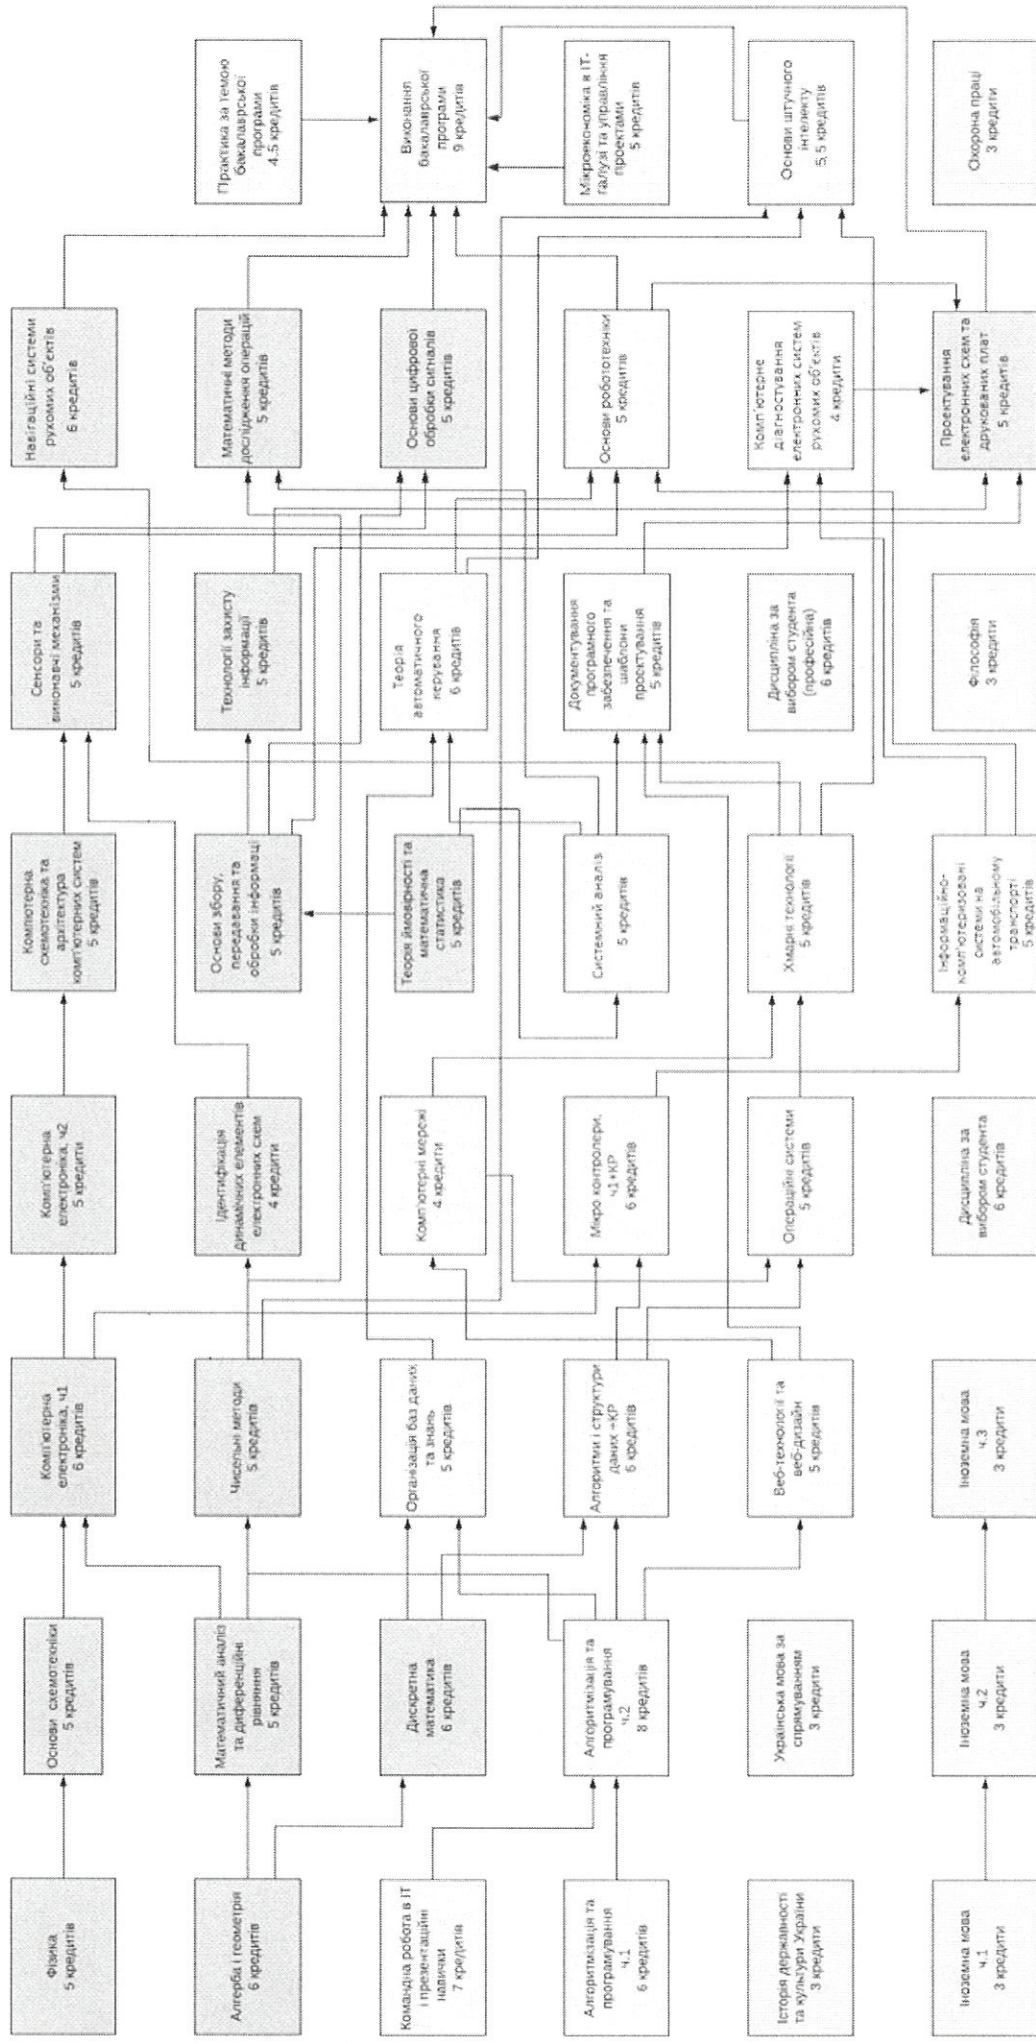 Фізика
5 кредитів
Алгерба і геометрія
6 кредитів
Командна робота в ІТ
і презентаційні
навички
7 кредитів
Алгоритмізація та
програмування
ч.1
6 кредитів
Історія державності
та культури України
3 кредити
Іноземна мова
ч.1
3 кредити
Основи схемотехніки
5 кредитів
Математичний аналіз
та диференційні
рівняння
5 кредитів
Дискретна
математика
6 кредитів
Алгоритмізація та
програмування
ч.2
8 кредитів
Українська мова за
спрямуванням
3 кредити
Іноземна мова
ч.2
3 кредити
Комп'ютерна
електроніка, ч1
6 кредитів
Чисельні методи
5 кредитів
Організація баз даних
та знань
5 кредитів
Алгоритми і структури
даних +КР
6 кредитів
Веб-технології та
веб-дизайн
5 кредитів
Іноземна мова
ч.3
3 кредити
Комп'ютерна
електроніка, ч2
5 кредити
Ідентифікація
динамічних елементів
електронних схем
4 кредити
Комп'ютерні мережі
4 кредити
Мікро контролери,
ч1+КР
6 кредитів
Операційні системи
5 кредитів
Дисципліна за
вибором студента
6 кредитів
Комп'ютерна
схемотехніка та
архітектура
комп'ютерних систем
5 кредитів
Основи збору,
передавання та
обробки інформаці
5 кредитів
Теорія ймовірності та
математична
статистика
5 кредитів
Системний аналіз
5 кредитів
Хмарні технології
5 кредитів
Інформаційно-
комп'ютеризовані
системи на
автомобільному
транспорті
5 кредитів
Сенсори та
виконавчі механізми
5 кредитів
Технології захисту
інформації
5 кредитів
Теорія
автоматичного
керування
6 кредитів
Документування
програмного
забезпечення та
шаблони
проєктування
5 кредитів
Дисципліна за
вибором студента
(професійна)
6 кредитів
Філософія
3 кредити
Навігаційні системи
рухомих об'єктів
6 кредитів
Математичні методи
дослідження операцій
5 кредитів
Основи цифрової
обробки сигналів
5 кредитів
Основи робототехніки
5 кредитів
Комп'ютерне
діагностування
електронних систем
рухомих об'єктів
4 кредити
Проектування
електронних схем та
друкованих плат
5 кредитів
Практика за темою
бакалаврської
програми
4,5 кредитів
Виконання
бакалаврської
програми
9 кредитів
Мікроекономіка в ІТ-
галузі та управління
проектами
5 кредитів
Основи штучного
інтелекту
5,5 кредитів
Охорона праці
3 кредити